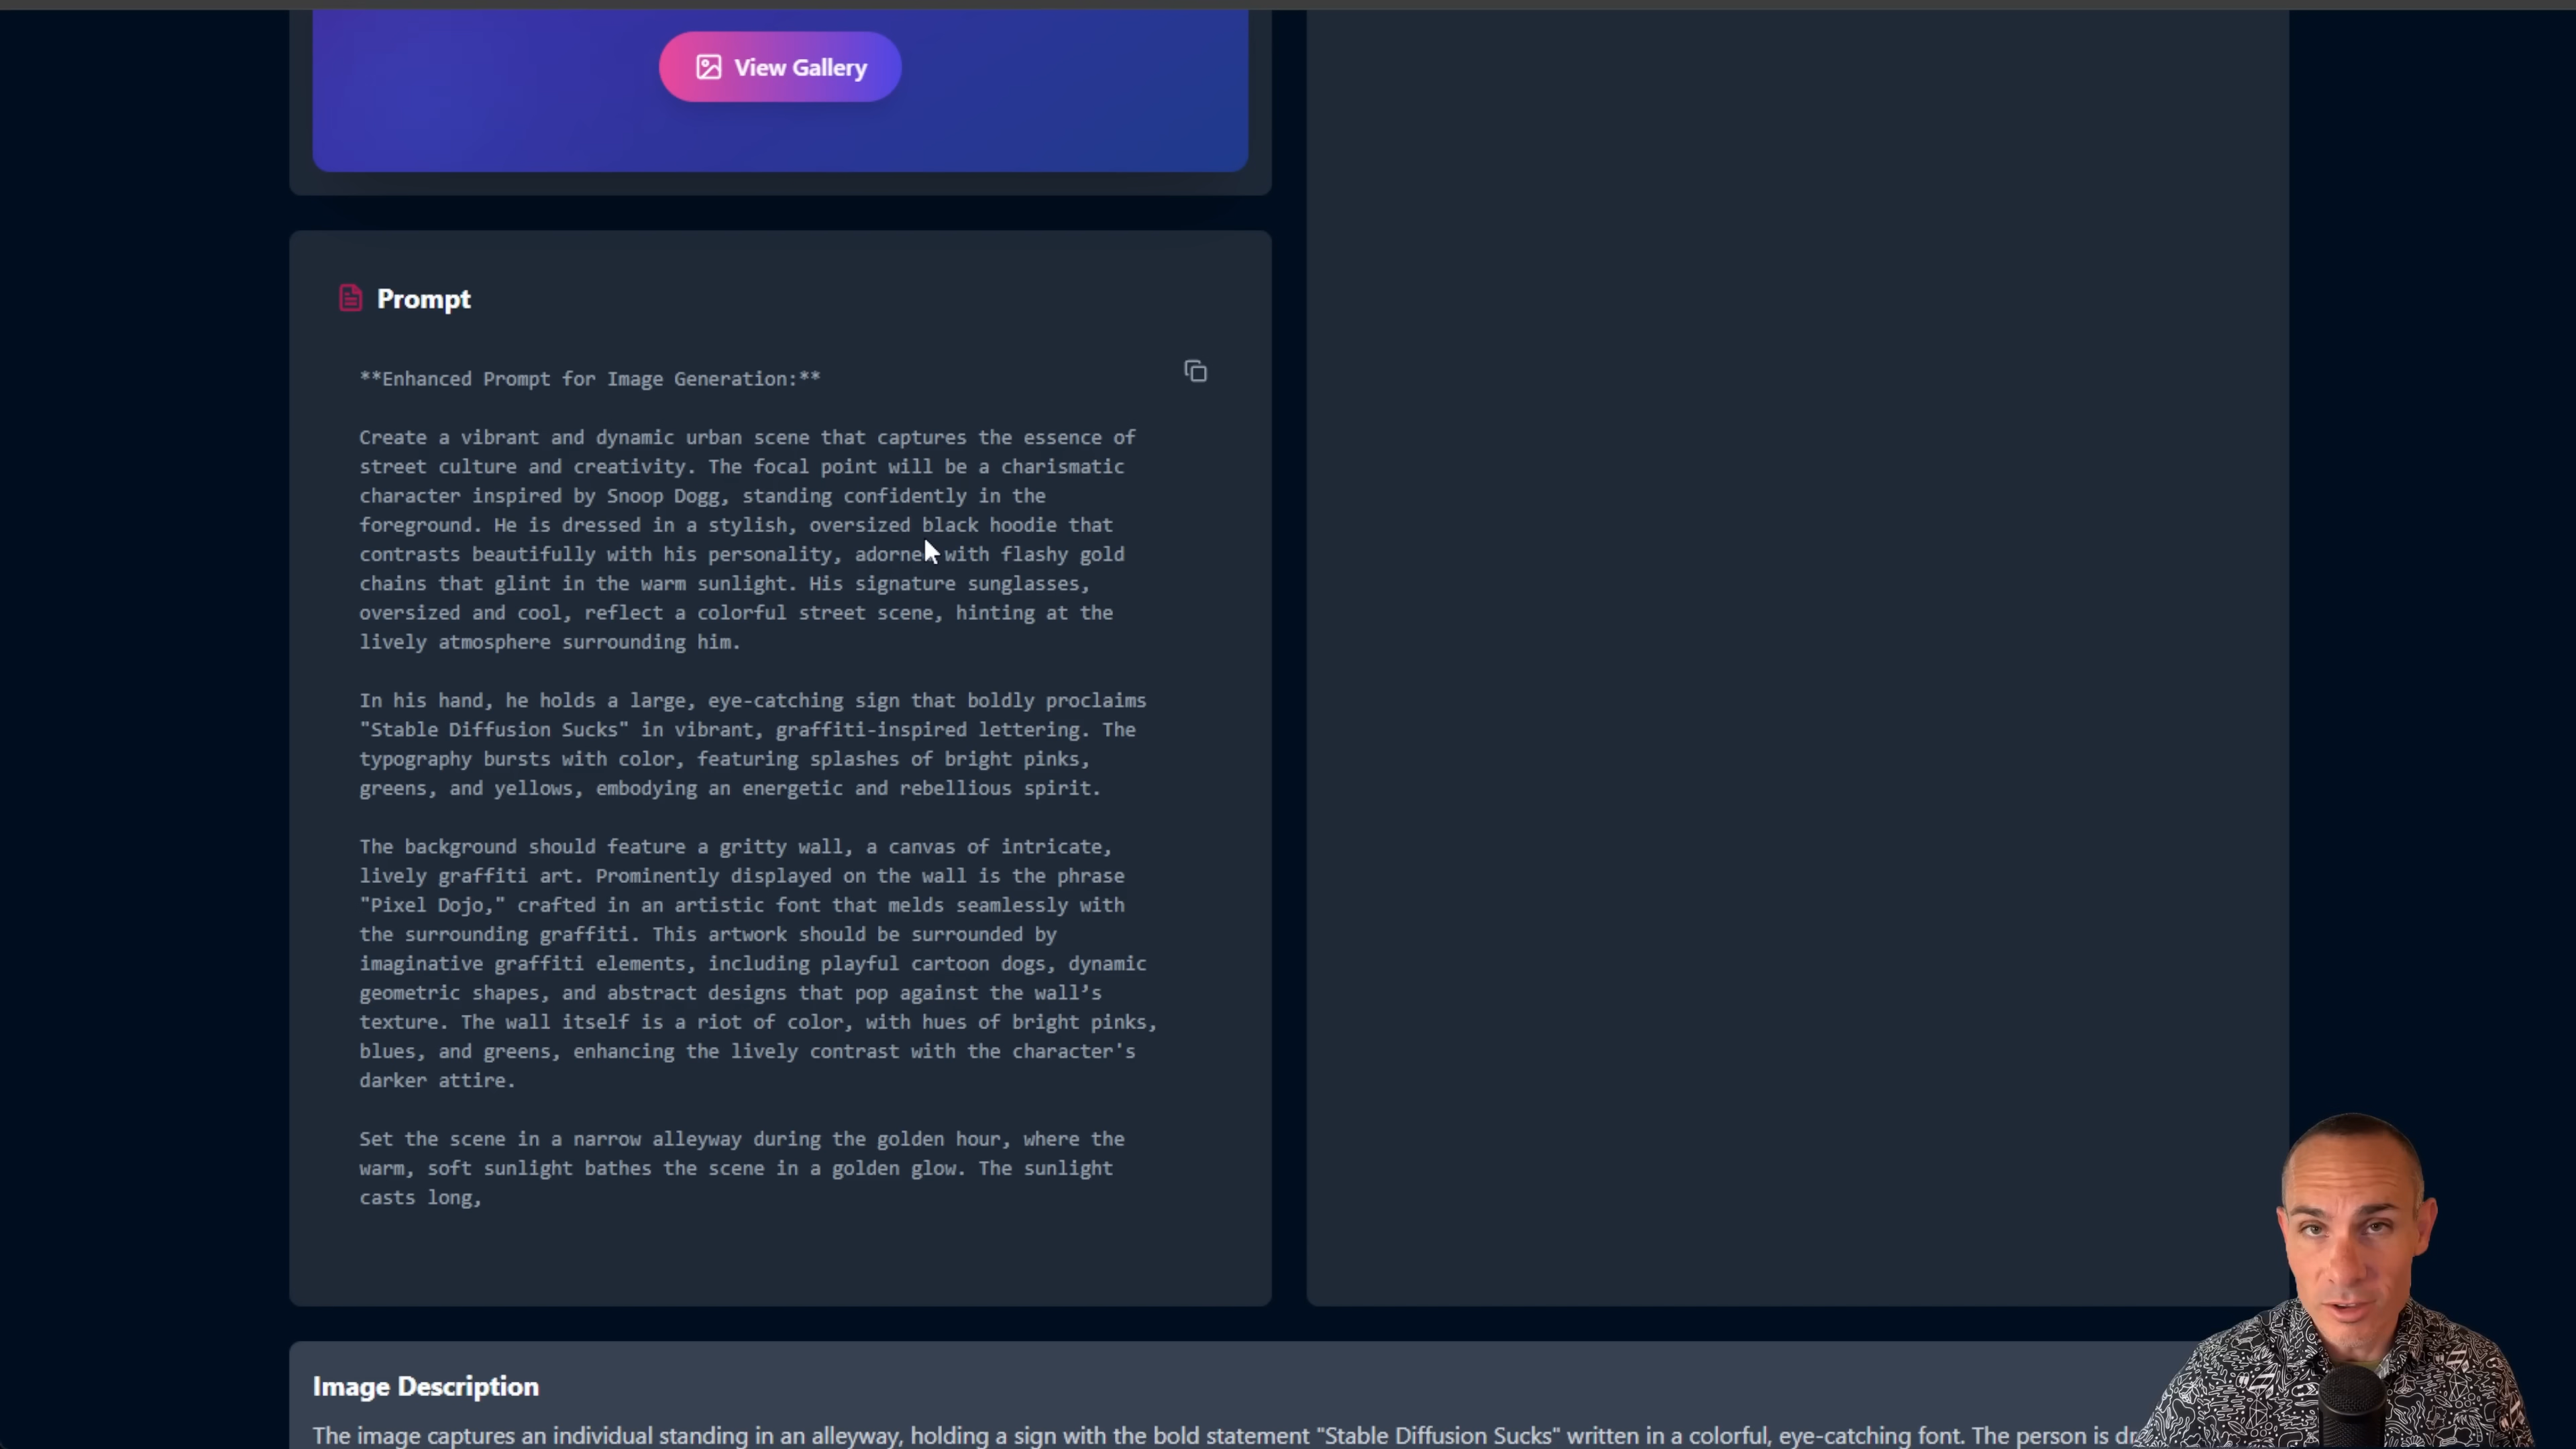 View Gallery
Prompt
**Enhanced Prompt for Image Generation:**
Create a vibrant and dynamic urban scene that captures the essence of
street culture and creativity. The focal point will be a charismatic
character inspired by Snoop Dogg, standing confidently in the
foreground. He is dressed in a stylish, oversized black hoodie that
contrasts beautifully with his personality, adorned with flashy gold
chains that glint in the warm sunlight. His signature sunglasses,
oversized and cool, reflect a colorful street scene, hinting at the
lively atmosphere surrounding him.
In his hand, he holds a large, eye-catching sign that boldly proclaims
"Stable Diffusion Sucks" in vibrant, graffiti-inspired lettering. The
typography bursts with color, featuring splashes of bright pinks,
greens, and yellows, embodying an energetic and rebellious spirit.
The background should feature a gritty wall, a canvas of intricate,
lively graffiti art. Prominently displayed on the wall is the phrase
"Pixel Dojo," crafted in an artistic font that melds seamlessly with
the surrounding graffiti. This artwork should be surrounded by
imaginative graffiti elements, including playful cartoon dogs, dynamic
geometric shapes, and abstract designs that pop against the wall’s
texture. The wall itself is a riot of color, with hues of bright pinks,
blues, and greens, enhancing the lively contrast with the character's
darker attire.
Set the scene in a narrow alleyway during the golden hour, where the
warm, soft sunlight bathes the scene in a golden glow. The sunlight
casts long,
Image Description
The image captures an individual standing in an alleyway, holding a sign with the bold statement "Stable Diffusion Sucks" written in a colorful, eye-catching font. The person is